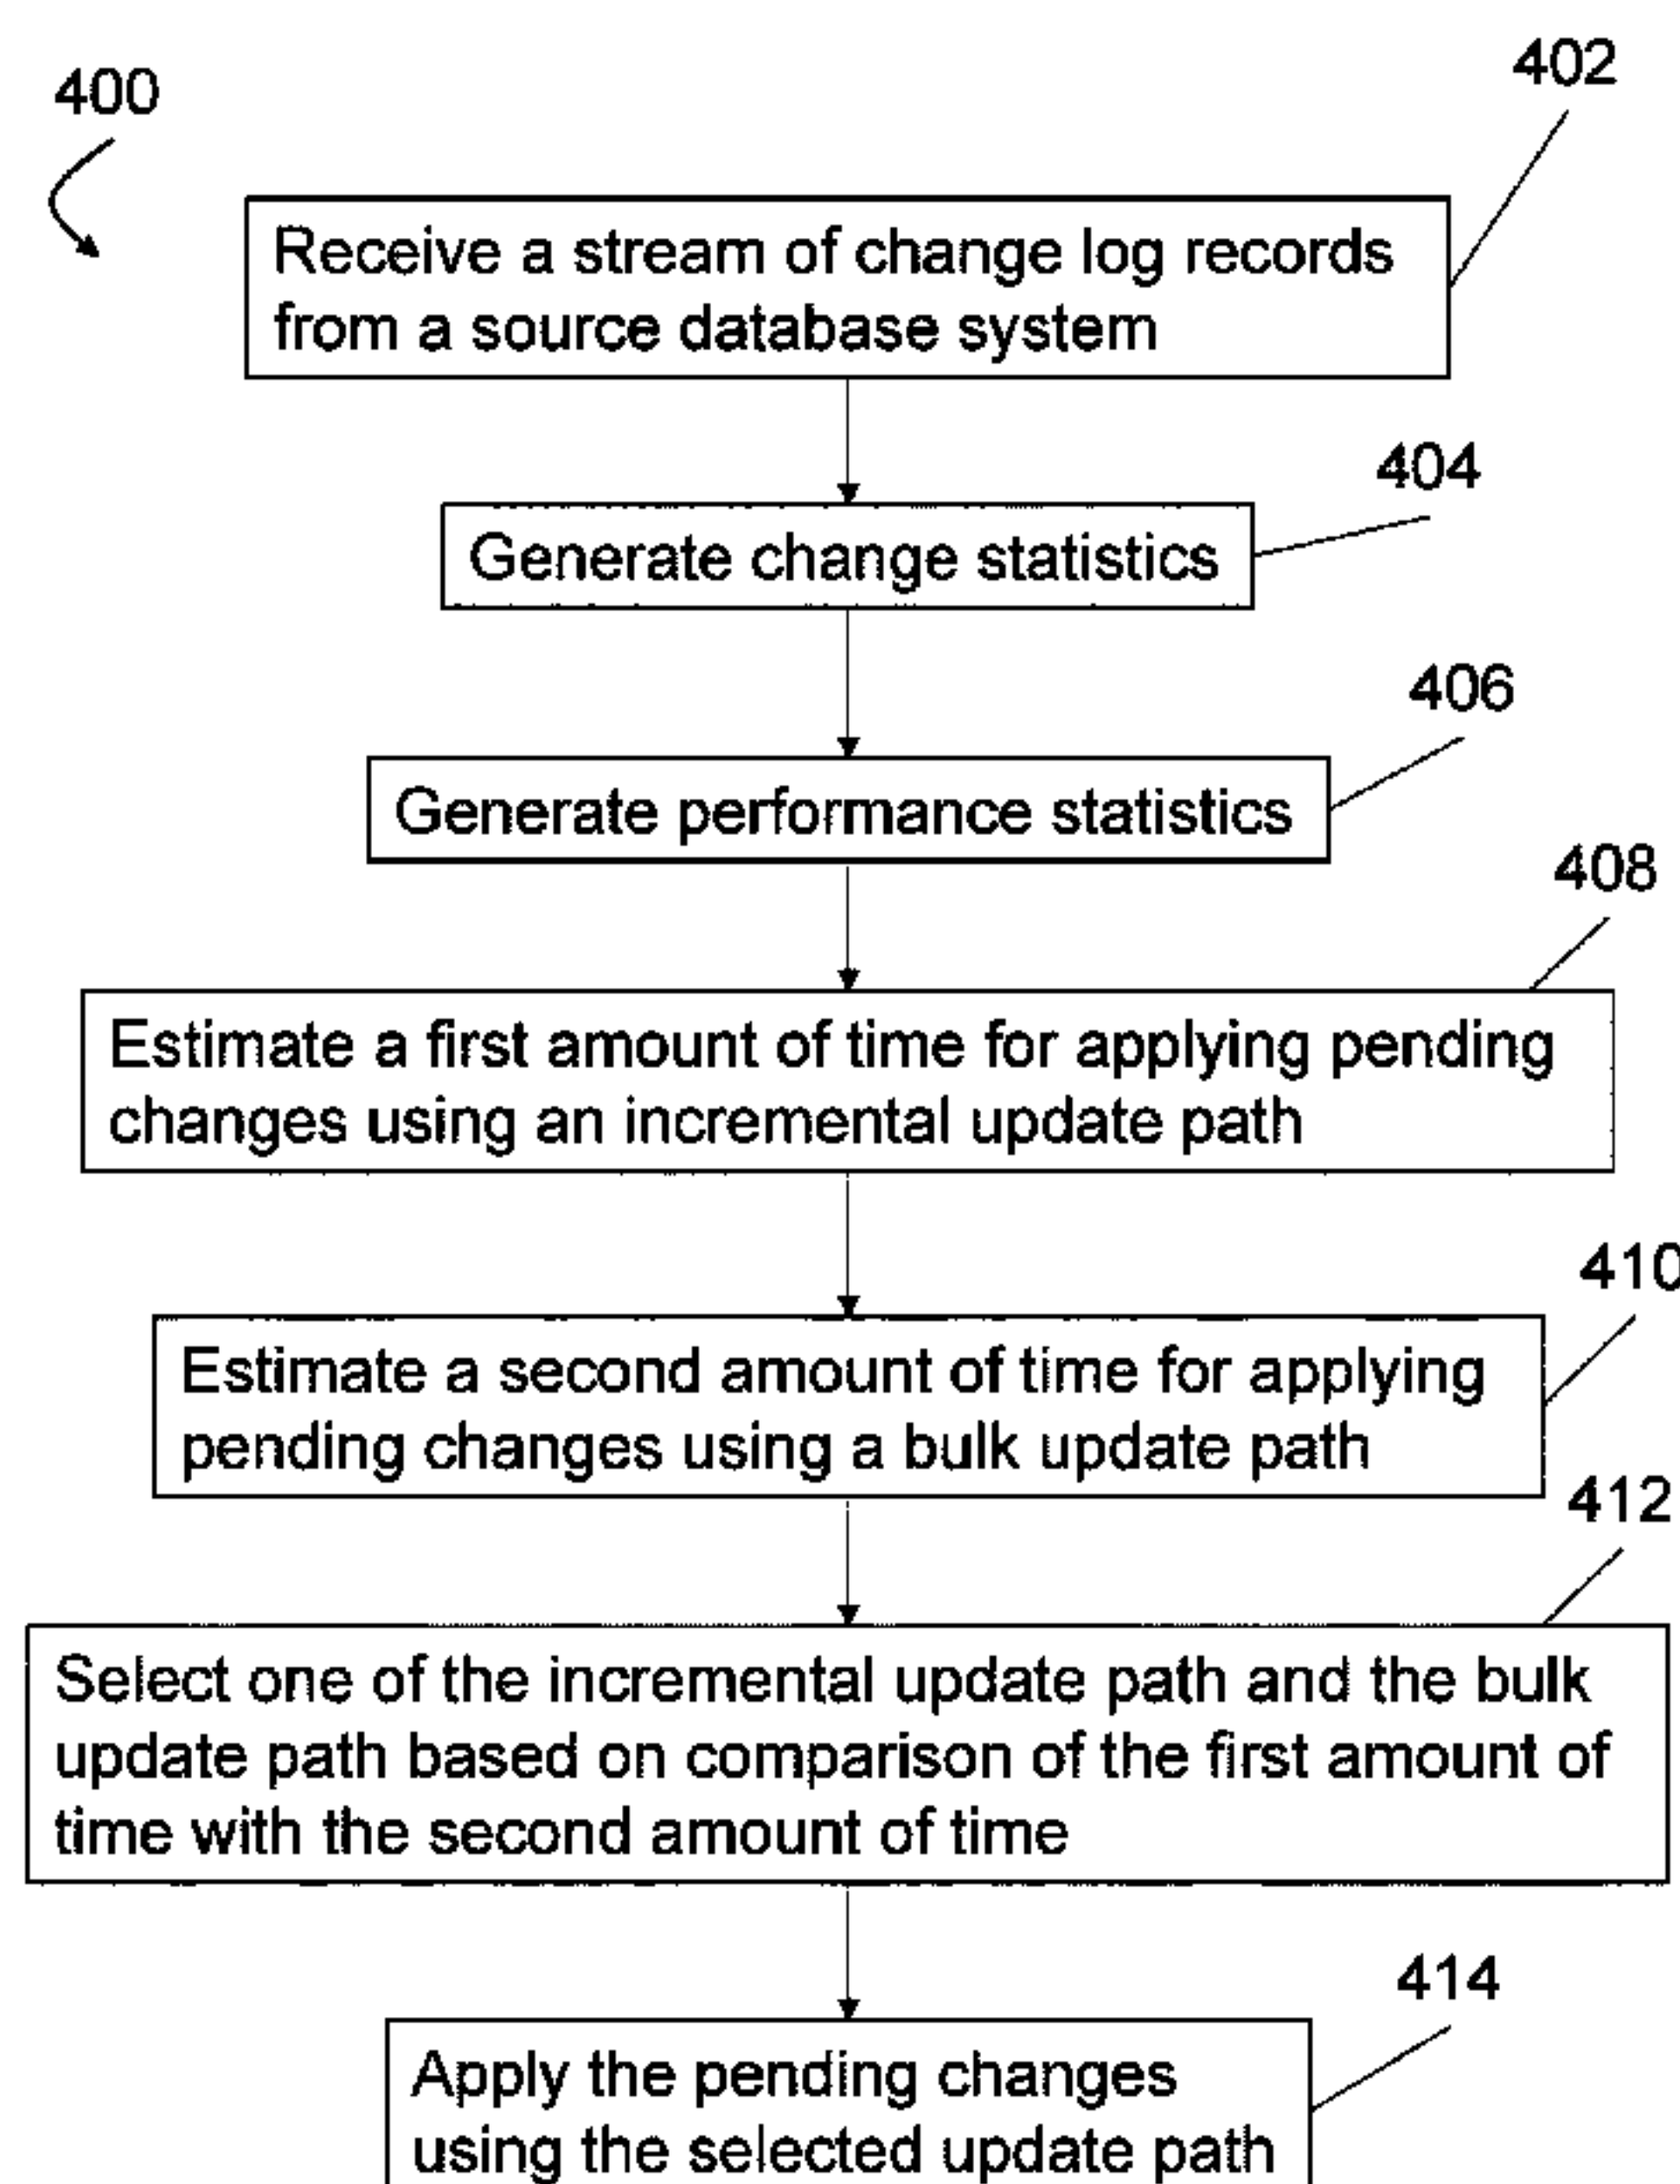 400
402
Receive a stream of change log records
from a source database system
404
Generate change statistics
406
Generate performance statistics
408
Estimate a first amount of time for applying pending
changes using an incremental update path
410
Estimate a second amount of time for applying
pending changes using a bulk update path
412
Select one of the incremental update path and the bulk
update path based on comparison of the first amount of
time with the second amount of time
414
Apply the pending changes
using the selected update path